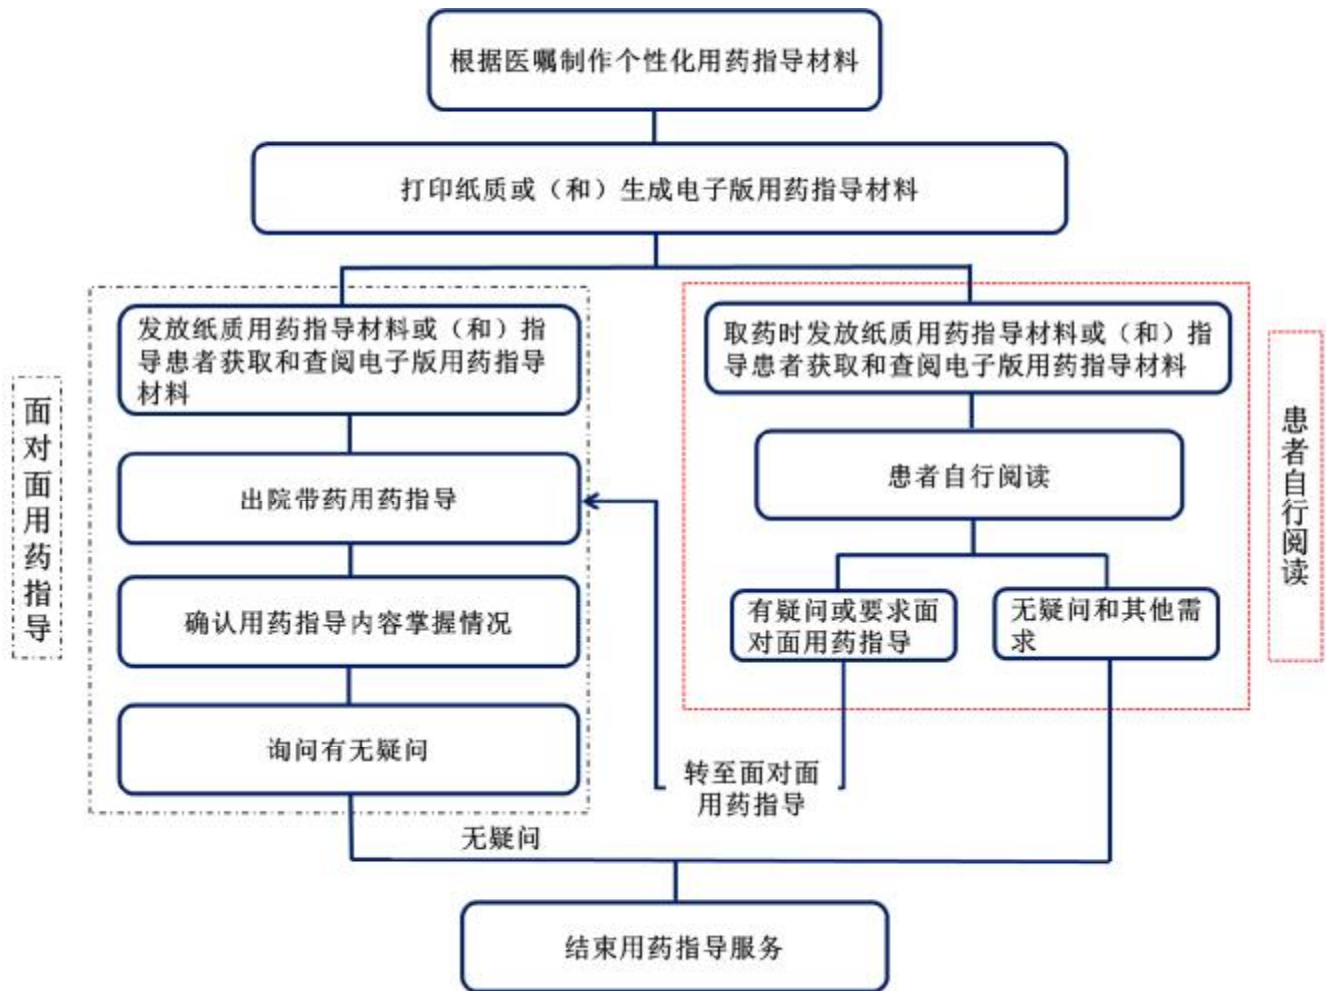 根据医嘱制作个性化用药指导材料
打印纸质或（和）生成电子版用药指导材料
面对面用药指导
发放纸质用药指导材料或（和）指
导患者获取和查阅电子版用药指导
材料
出院带药用药指导
确认用药指导内容掌握情况
询问有无疑问
取药时发放纸质用药指导材料或（和）指
导患者获取和查阅电子版用药指导材料
患者自行阅读
有疑问或要求面
对面用药指导
无疑问和其他需
求
患者自行阅读
转至面对面
用药指导
无疑问
结束用药指导服务